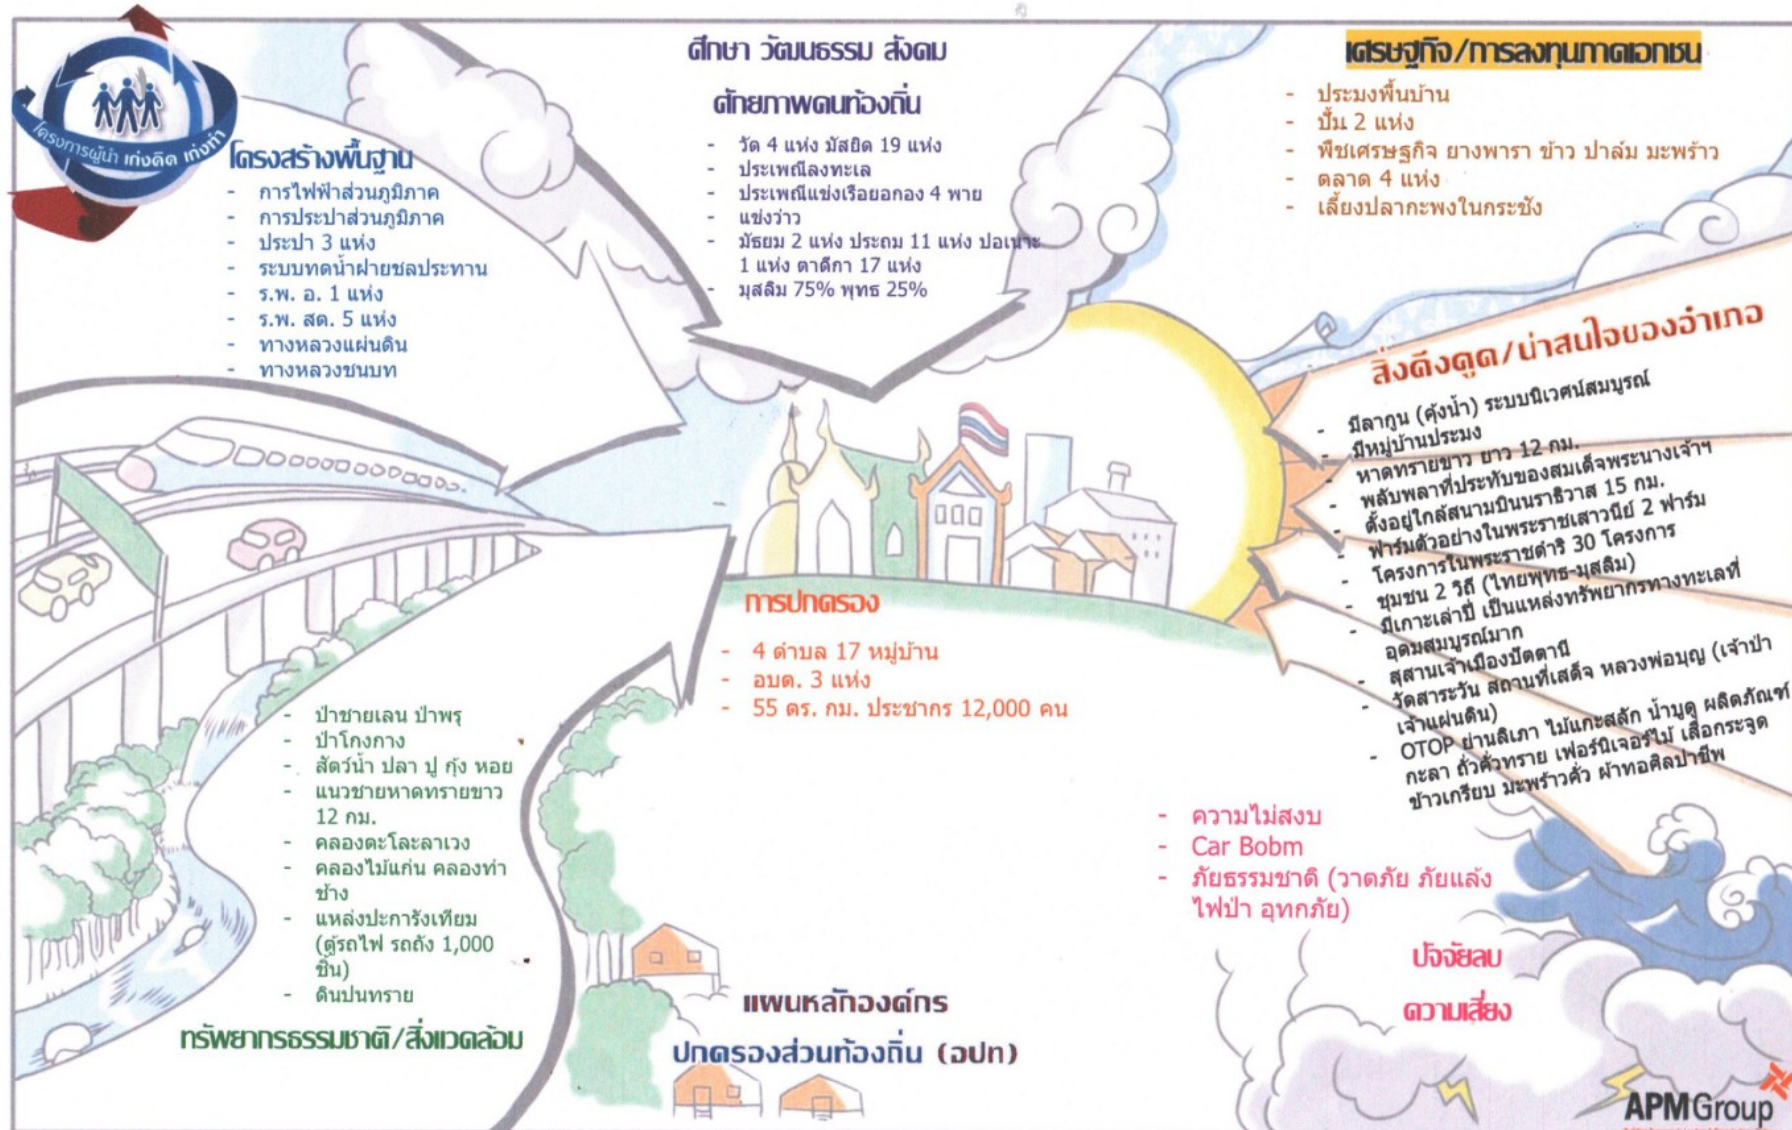 โครงการผู้นำ เก่งคิด เก่งทำ
โครงสร้างพื้นฐาน
- การไฟฟ้าส่วนภูมิภาค
- การประปาส่วนภูมิภาค
- ประปา 3 แห่ง
- ระบบทดน้ำฝายชลประทาน
- ร.พ. อ. 1 แห่ง
- ร.พ. สต. 5 แห่ง
- ทางหลวงแผ่นดิน
- ทางหลวงชนบท
ศึกษา วัฒนธรรม สังคม
ศักยภาพคนท้องถิ่น
- วัด 4 แห่ง มัสยิด 19 แห่ง
- ประเพณีลงทะเล
- ประเพณีแข่งเรือยอกอง 4 พาย
- แข่งว่าว
- มัธยม 2 แห่ง ประถม 11 แห่ง ปอเนาะ
1 แห่ง ตาดีกา 17 แห่ง
- มุสลิม 75% พุทธ 25%
เศรษฐกิจ/การลงทุนภาคเอกชน
- ประมงพื้นบ้าน
- ปั๊ม 2 แห่ง
- พืชเศรษฐกิจ ยางพารา ข้าว ปาล์ม มะพร้าว
- ตลาด 4 แห่ง
- เลี้ยงปลากะพงในกระชัง
สิ่งดึงดูด/น่าสนใจของอำเภอ
- มีลากูน (คุ้งน้ำ) ระบบนิเวศน์สมบูรณ์
- มีหมู่บ้านประมง
- หาดทรายขาว ยาว 12 กม.
- พลับพลาที่ประทับของสมเด็จพระนางเจ้าฯ
- ตั้งอยู่ใกล้สนามบินนราธิวาส 15 กม.
- ฟาร์มตัวอย่างในพระราชเสาวนีย์ 2 ฟาร์ม
- โครงการในพระราชดำริ 30 โครงการ
- ชุมชน 2 วิถี (ไทยพุทธ-มุสลิม)
- มีเกาะเล่าปี่ เป็นแหล่งทรัพยากรทางทะเลที่
อุดมสมบูรณ์มาก
- สุสานเจ้าเมืองปัตตานี
- วัดสาระวัน สถานที่เสด็จ หลวงพ่อบุญ (เจ้าป่า
เจ้าแผ่นดิน)
- OTOP ย่านลิเภา ไม้แกะสลัก น้ำบูดู ผลิตภัณฑ์
กะลา ถั่วคั่วทราย เฟอร์นิเจอร์ไม้ เสื่อกระจูด
ข้าวเกรียบ มะพร้าวคั่ว ผ้าทอศิลปาชีพ
การปกครอง
- 4 ตำบล 17 หมู่บ้าน
- อบต. 3 แห่ง
- 55 ตร. กม. ประชากร 12,000 คน
- ป่าชายเลน ป่าพรุ
- ป่าโกงกาง
- สัตว์น้ำ ปลา ปู กุ้ง หอย
- แนวชายหาดทรายขาว
12 กม.
- คลองตะโละลาเวง
- คลองไม้แก่น คลองท่า
ช้าง
- แหล่งปะการังเทียม
(ตู้รถไฟ รถถัง 1,000
ชิ้น)
- ดินปนทราย
ทรัพยากรธรรมชาติ/สิ่งแวดล้อม
- ความไม่สงบ
- Car Bobm
- ภัยธรรมชาติ (วาตภัย ภัยแล้ง
ไฟป่า อุทกภัย)
ปัจจัยลบ
ความเสี่ยง
แผนหลักองค์กร
ปกครองส่วนท้องถิ่น (อปท)
APMGroup